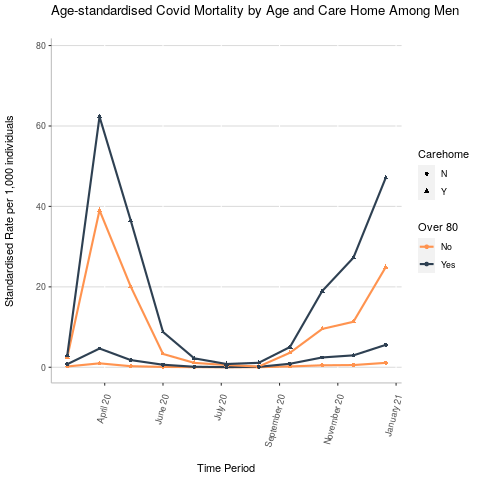 Age-standardised Covid Mortality by Age and Care Home Among Men
Standardised Rate per 1,000 individuals
80
60
40
20
0
April 20
June 20
July 20
September 20
November 20
January 21
Time Period
Carehome
N
Y
Over 80
No
Yes